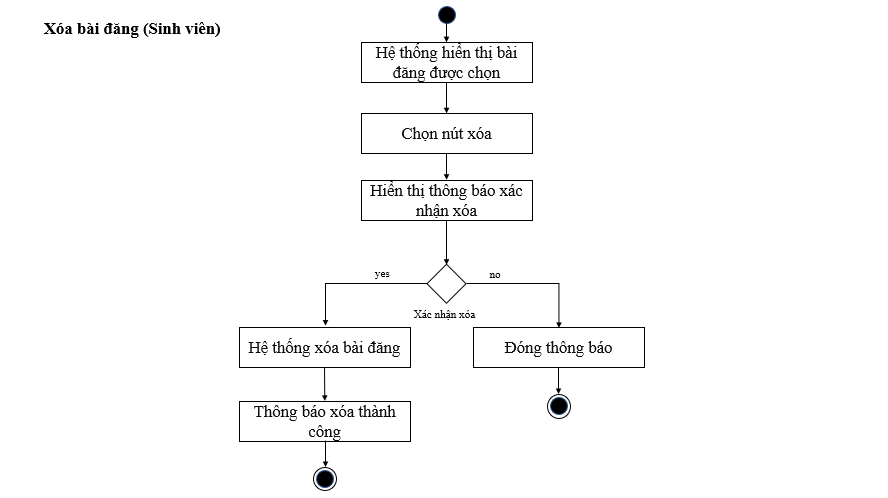 Xóa bài đăng (Sinh viên)
Hệ thống hiển thị bài
đăng được chọn
Chọn nút xóa
Hiển thị thông báo xác
nhận xóa
yes
no
Xác nhận xóa
Hệ thống xóa bài đăng
Đóng thông báo
Thông báo xóa thành
công